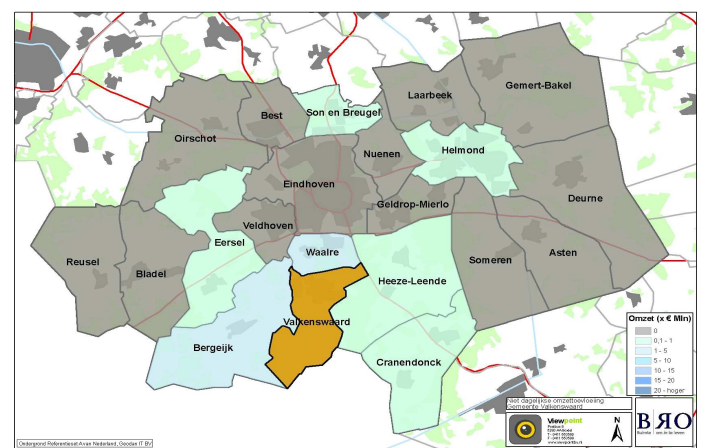 Gemert-Bakel
Laarbeek
Son en Breugel
Best
Oirschot
Nuenen
Helmond
Eindhoven
Deurne
Geldrop-Mierlo
Veldhoven
Eersel
Waalre
Reusel
Bladel
Someren
Asten
Heeze-Leende
Valkenswaard
Bergeijk
Cranendonck
Omzet (x € Mln)
0
0,1 - 1
1 - 5
5 - 10
10 - 15
15 - 20
20 - hoger
Niet dagelijkse omzettoevloeiing
Gemeente Valkenswaard
Viewpoint
N
BRO
Ondergrond Referentieset Avas Nederland, Geodan IT BV